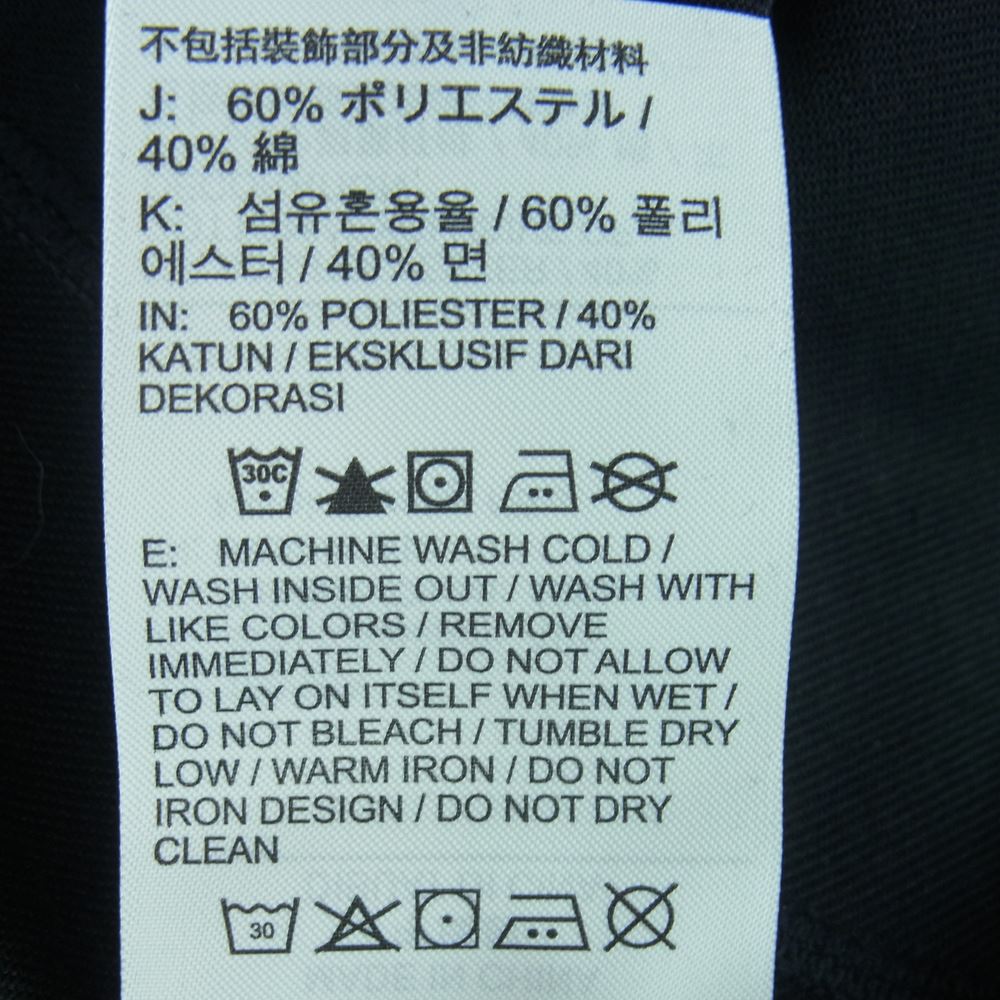 不包括裝飾部分及非紡織材料
J: 60% ポリエステル /
40% 綿
K: 섬유혼용율 / 60% 폴리
에스터 / 40% 면
IN: 60% POLIESTER / 40%
KATUN / EKSKLUSIF DARI
DEKORASI
30C
E: MACHINE WASH COLD /
WASH INSIDE OUT / WASH WITH
LIKE COLORS / REMOVE
IMMEDIATELY / DO NOT ALLOW
TO LAY ON ITSELF WHEN WET /
DO NOT BLEACH / TUMBLE DRY
LOW / WARM IRON / DO NOT
IRON DESIGN / DO NOT DRY
CLEAN
30